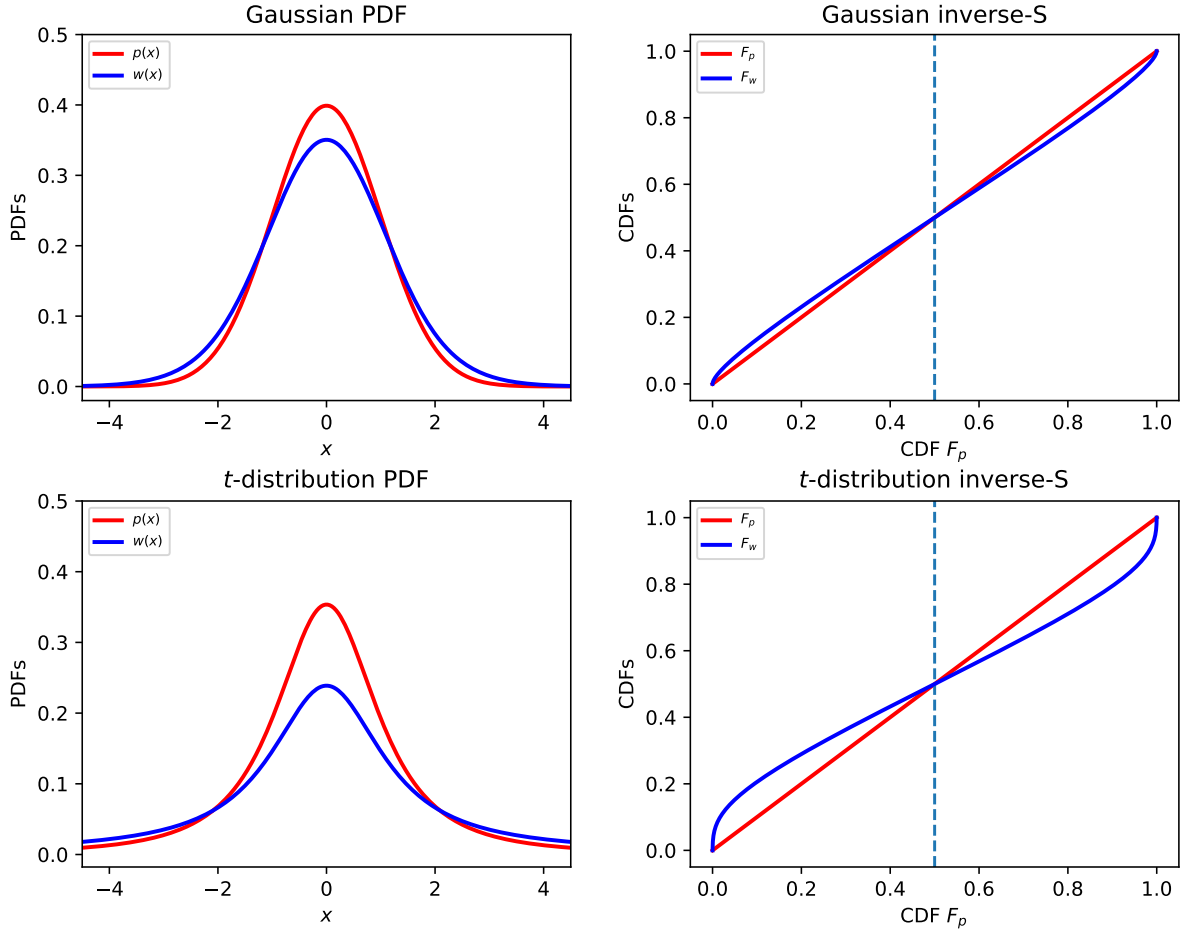 Gaussian PDF
0.5
0.4
0.3
0.2
0.1
0.0
PDFs
p(x)
w(x)
−4 −2 0 2 4
x
Gaussian inverse-S
1.0
0.8
0.6
0.4
0.2
0.0
CDFs
F_p
F_w
0.0 0.2 0.4 0.6 0.8 1.0
CDF F_p
t-distribution PDF
0.5
0.4
0.3
0.2
0.1
0.0
PDFs
p(x)
w(x)
−4 −2 0 2 4
x
t-distribution inverse-S
1.0
0.8
0.6
0.4
0.2
0.0
CDFs
F_p
F_w
0.0 0.2 0.4 0.6 0.8 1.0
CDF F_p